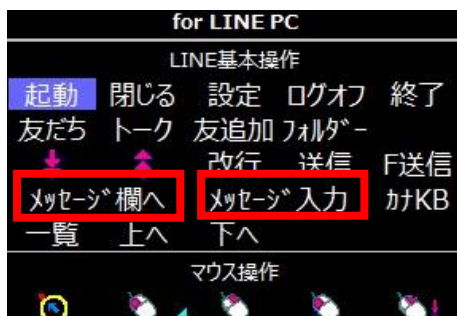 for LINE PC
LINE基本操作
起動 閉じる 設定 ログオフ 終了
友だち トーク 友追加 フォルダー
改行 送信 F送信
メッセージ欄へ メッセージ入力 カナKB
一覧 上へ 下へ
マウス操作